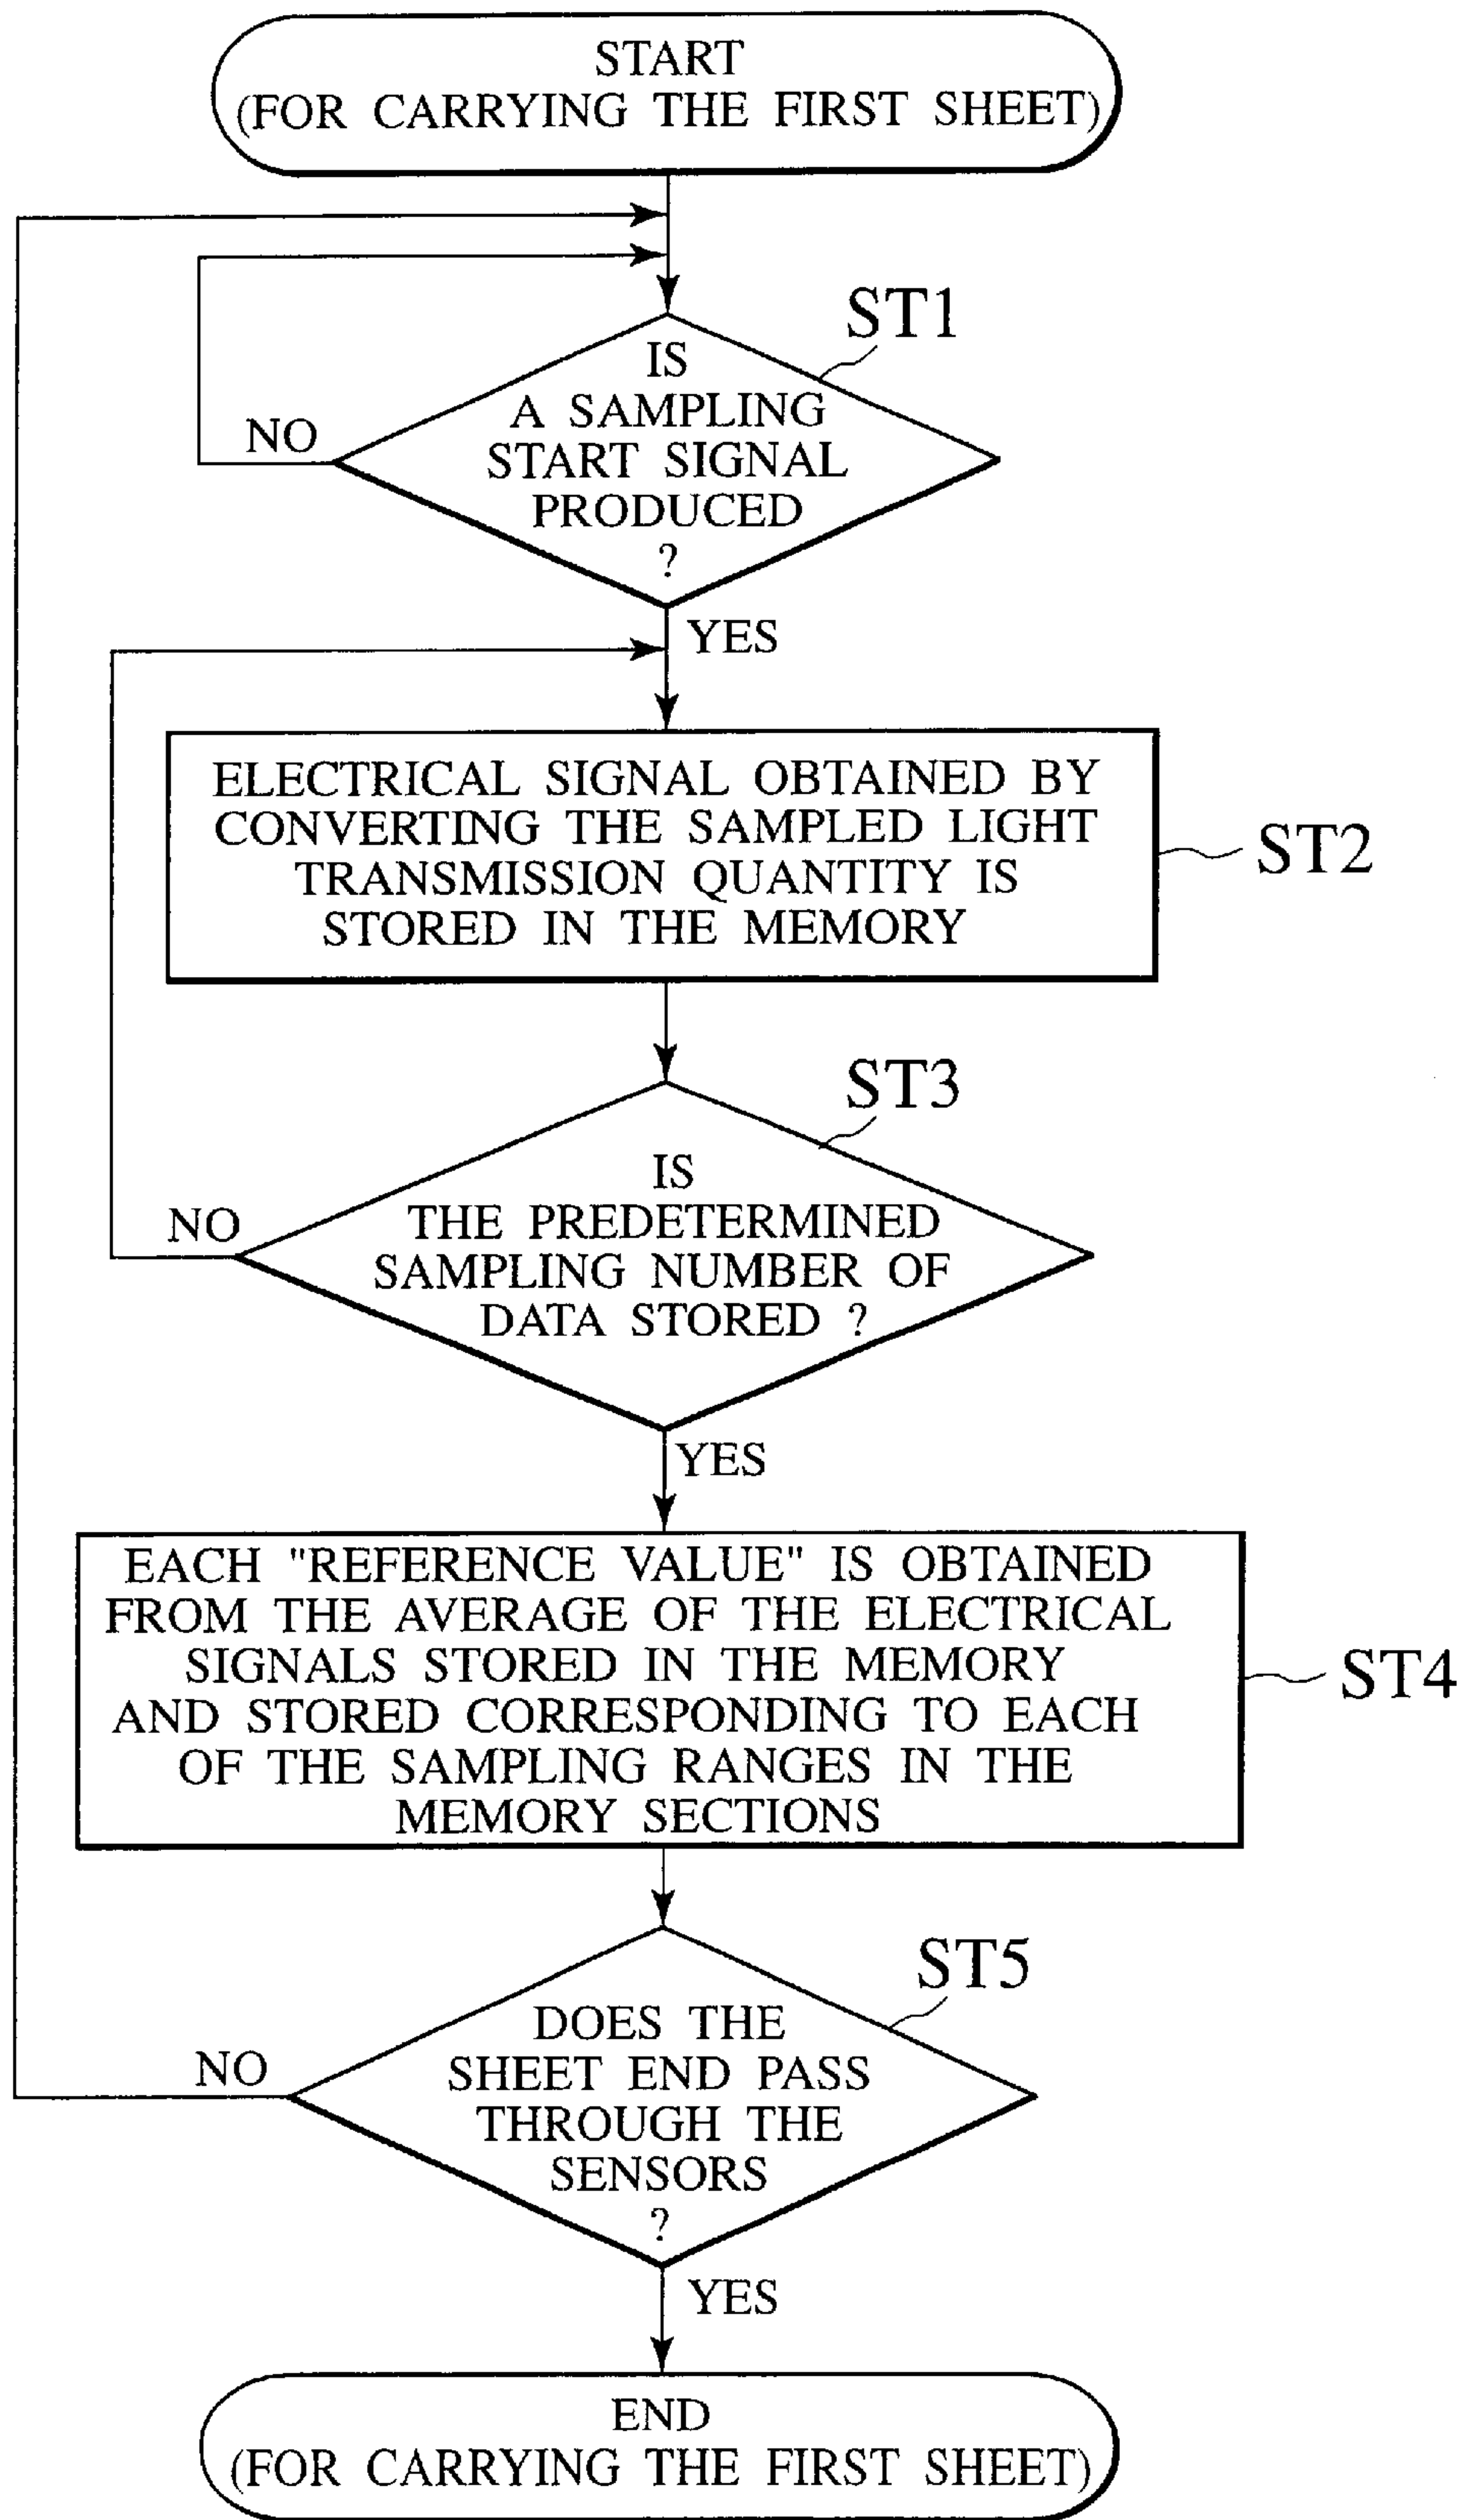 START
(FOR CARRYING THE FIRST SHEET)
ST1
IS
A SAMPLING
START SIGNAL
PRODUCED
?
NO
YES
ELECTRICAL SIGNAL OBTAINED BY
CONVERTING THE SAMPLED LIGHT
TRANSMISSION QUANTITY IS
STORED IN THE MEMORY
ST2
ST3
IS
THE PREDETERMINED
SAMPLING NUMBER OF
DATA STORED ?
NO
YES
EACH "REFERENCE VALUE" IS OBTAINED
FROM THE AVERAGE OF THE ELECTRICAL
SIGNALS STORED IN THE MEMORY
AND STORED CORRESPONDING TO EACH
OF THE SAMPLING RANGES IN THE
MEMORY SECTIONS
ST4
ST5
DOES THE
SHEET END PASS
THROUGH THE
SENSORS
?
NO
YES
END
(FOR CARRYING THE FIRST SHEET)